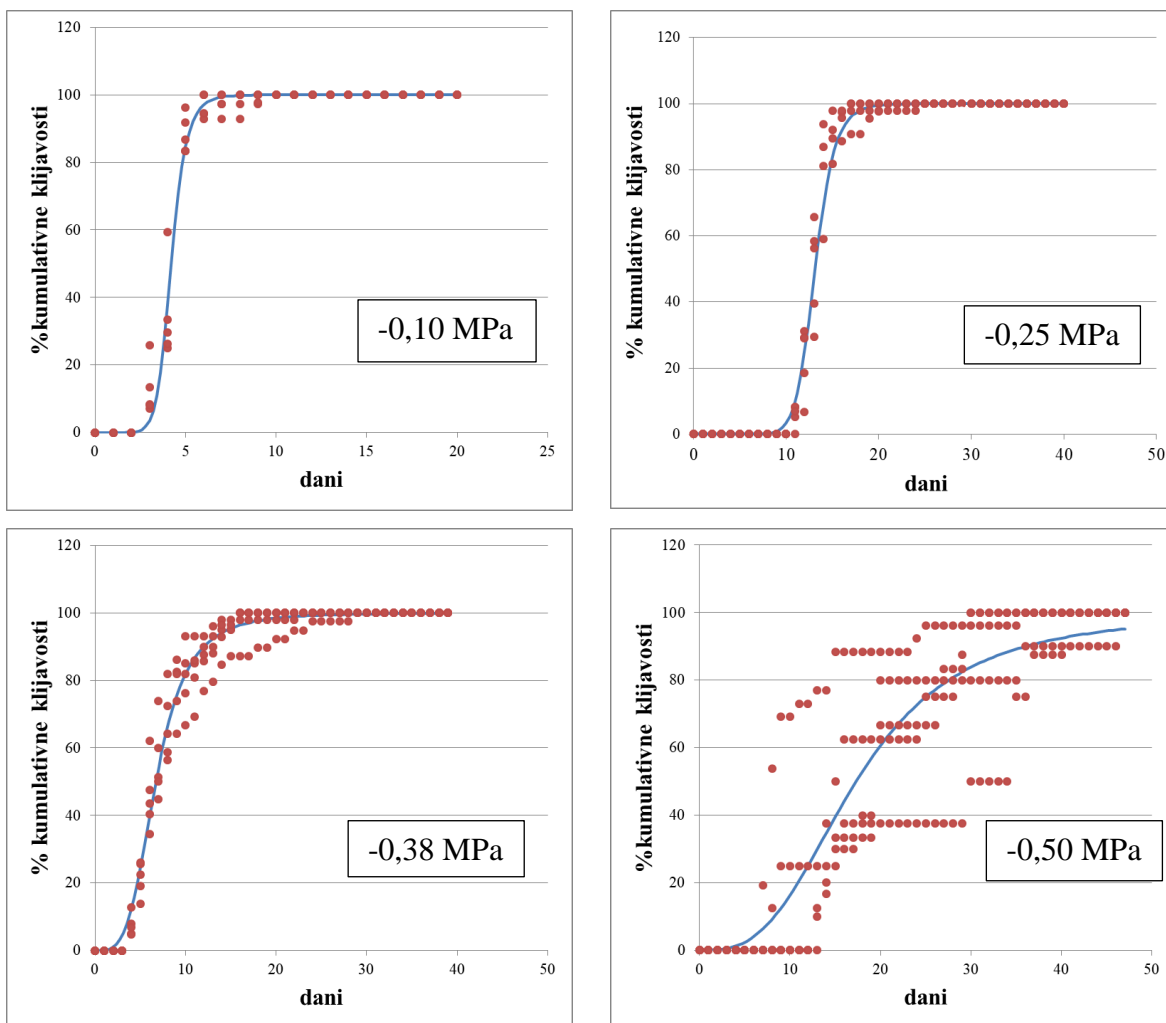 120
100
80
60
40
20
0
0 5 10 15 20 25
%kumulativne klijavosti
dani
-0,10 MPa
120
100
80
60
40
20
0
0 10 20 30 40 50
% kumulativne klijavosti
dani
-0,25 MPa
120
100
80
60
40
20
0
0 10 20 30 40 50
% kumulativne klijavosti
dani
-0,38 MPa
120
100
80
60
40
20
0
0 10 20 30 40 50
%kumulativne klijavosti
dani
-0,50 MPa